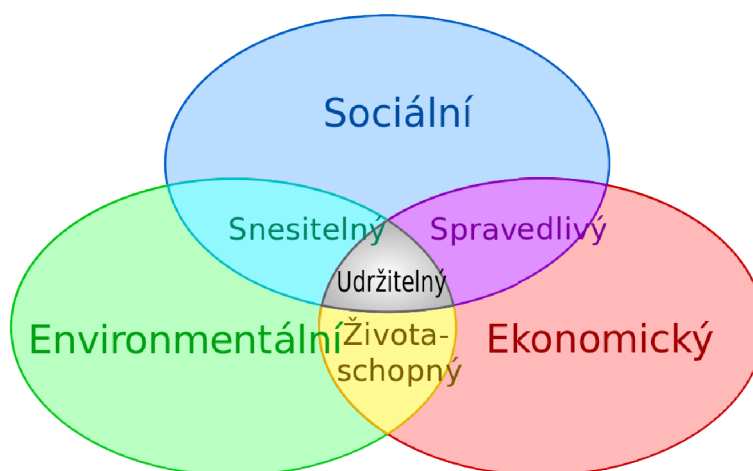 Sociální
Snesitelný
Spravedlivý
Udržitelný
Environmentální
Života-
schopný
Ekonomický